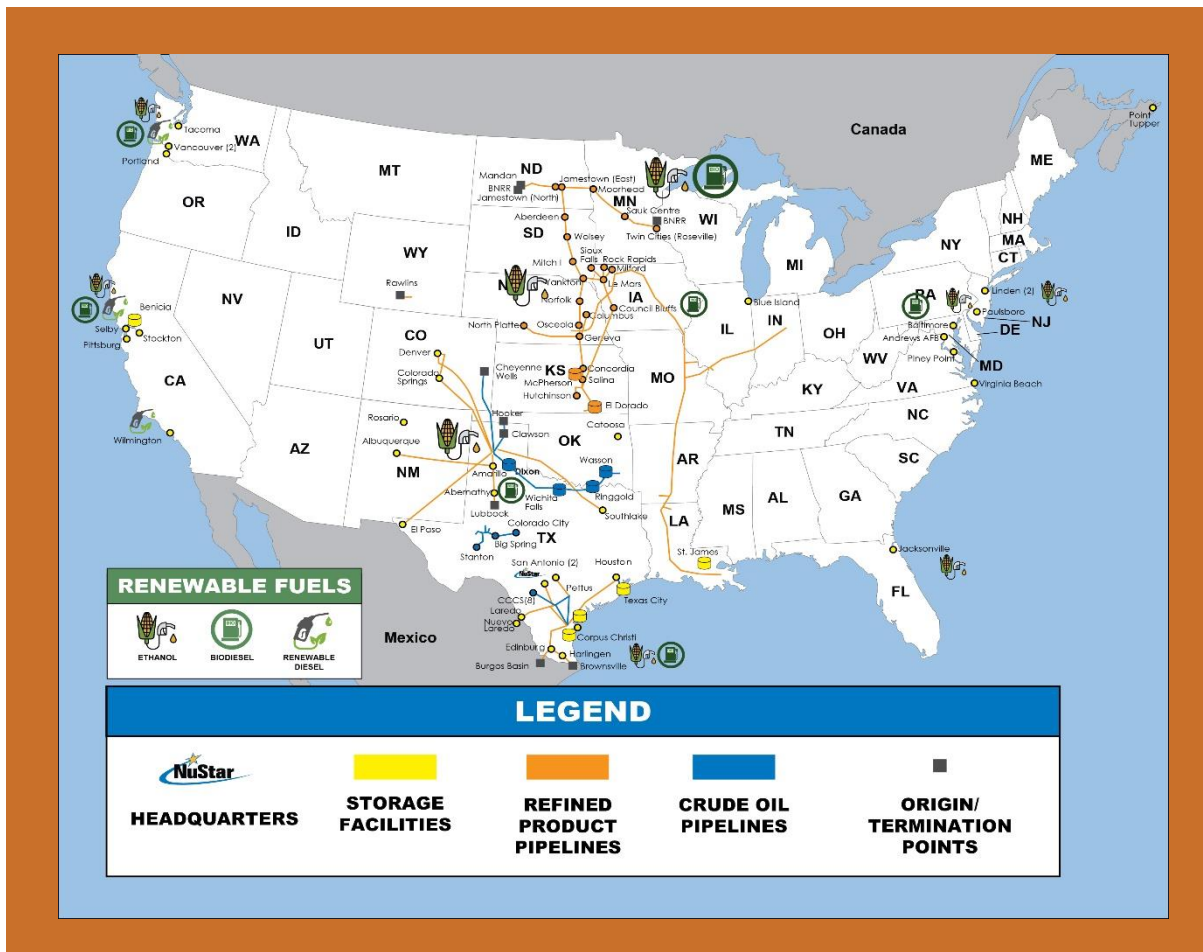 Canada
Point
Tupper
Tacoma
WA
Vancouver (2)
Portland
MT
ND
Mandan
BNRR
Jamestown (North)
Jamestown (East)
Moorhead
MN
Sauk Centre
BNRR
Twin Cities (Roseville)
WI
ME
NH
MA
CT
NY
OR
ID
WY
Rawlins
SD
Aberdeen
Wolsey
Mitch l
Sioux
Falls
Rock Rapids
Milford
Yankton
Le Mars
IA
Norfolk
Council Bluffs
Columbus
North Platte
Osceola
Geneva
MI
Blue Island
IL
IN
OH
PA
Linden (2)
Paulsboro
NJ
DE
Baltimore
Andrews AFB
Piney Point
MD
WV
VA
Virginia Beach
Benicia
Selby
Pittsburg
Stockton
NV
UT
CO
Denver
Colorado
Springs
Cheyenne
Wells
KS
Concordia
Salina
McPherson
Hutchinson
El Dorado
MO
KY
CA
Wilmington
AZ
NM
Rosario
Albuquerque
Hooker
Clawson
OK
Catoosa
Wasson
TN
NC
SC
AR
Amarillo
Dixon
Abernathy
Lubbock
Wichita
Falls
Ringgold
Southlake
MS
AL
GA
LA
El Paso
Colorado City
Big Spring
Stanton
TX
St. James
Jacksonville
FL
San Antonio (2)
NuStar
Houston
Pettus
Texas City
CCCS(8)
Laredo
Nuevo
Laredo
Corpus Christi
Edinburg
Harlingen
Burgos Basin
Brownsville
Mexico
RENEWABLE FUELS
ETHANOL
BIODIESEL
RENEWABLE
DIESEL
LEGEND
NuStar
HEADQUARTERS
STORAGE
FACILITIES
REFINED
PRODUCT
PIPELINES
CRUDE OIL
PIPELINES
ORIGIN/
TERMINATION
POINTS